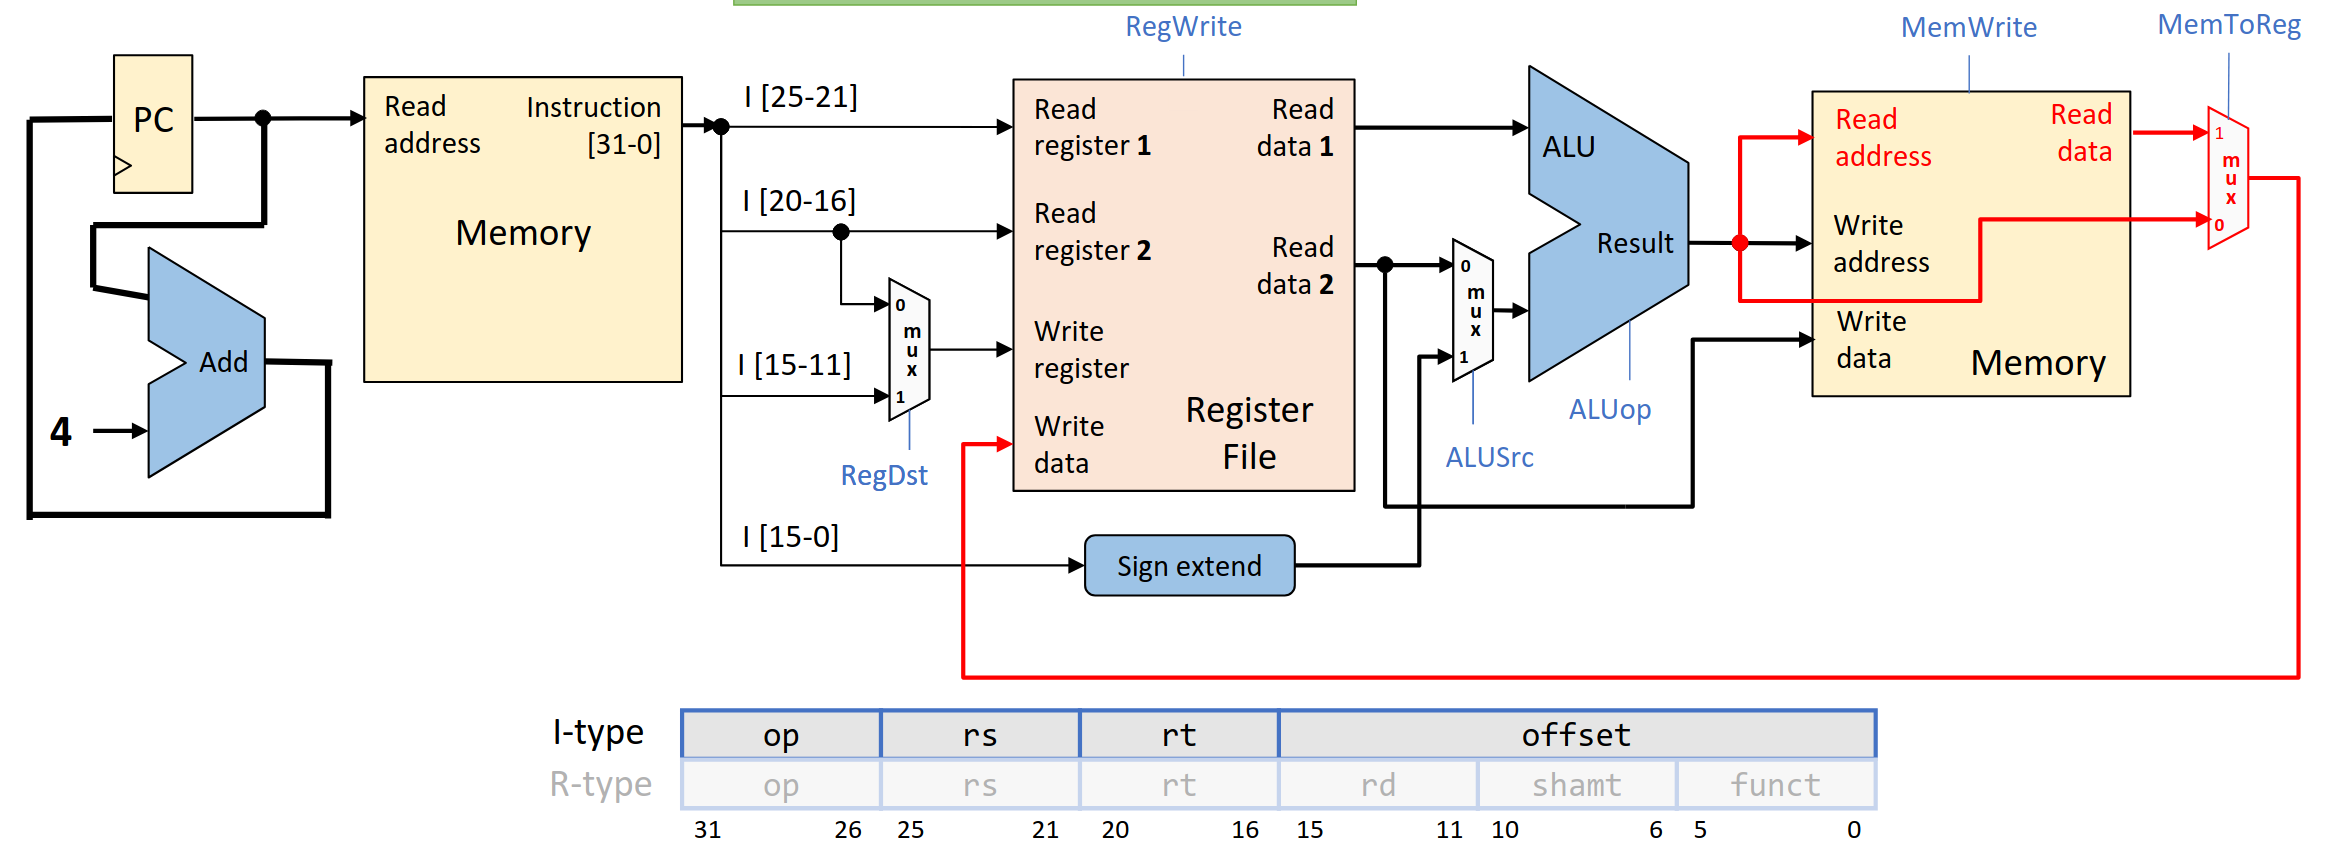 RegWrite
MemWrite
MemToReg
PC
Read
address
Instruction
[31-0]
Memory
Add
4
I [25-21]
I [20-16]
I [15-11]
I [15-0]
0
m
u
x
1
RegDst
Read
register 1
Read
data 1
Read
register 2
Read
data 2
Write
register
Write
data
Register
File
Sign extend
0
m
u
x
1
ALUSrc
ALU
Result
ALUop
Read
address
Read
data
Write
address
Write
data
Memory
1
m
u
x
0
I-type op rs rt offset
R-type op rs rt rd shamt funct
31 26 25 21 20 16 15 11 10 6 5 0